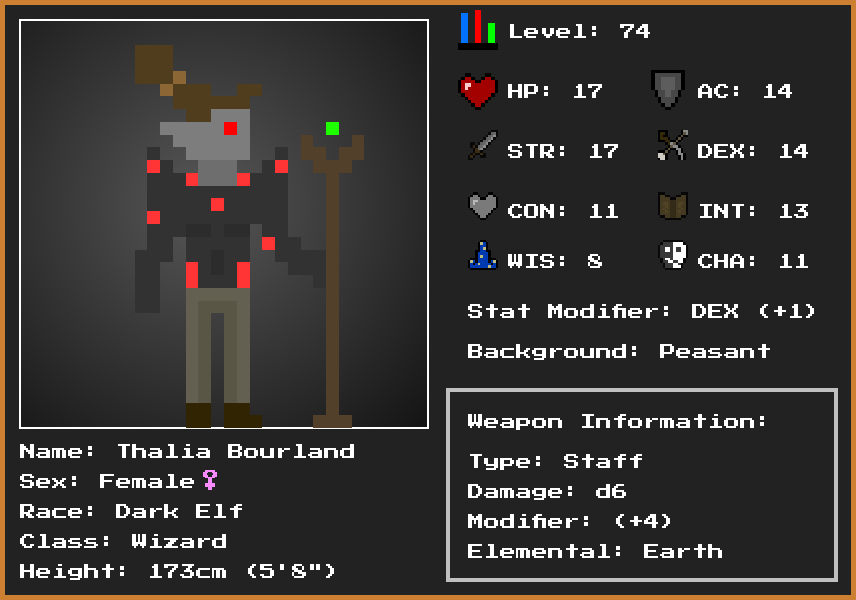 Level: 74
HP: 17
AC: 14
STR: 17
DEX: 14
CON: 11
INT: 13
WIS: 8
CHA: 11
Stat Modifier: DEX (+1)
Background: Peasant
Weapon Information:
Type: Staff
Damage: d6
Modifier: (+4)
Elemental: Earth
Name: Thalia Bourland
Sex: Female♀
Race: Dark Elf
Class: Wizard
Height: 173cm (5'8")